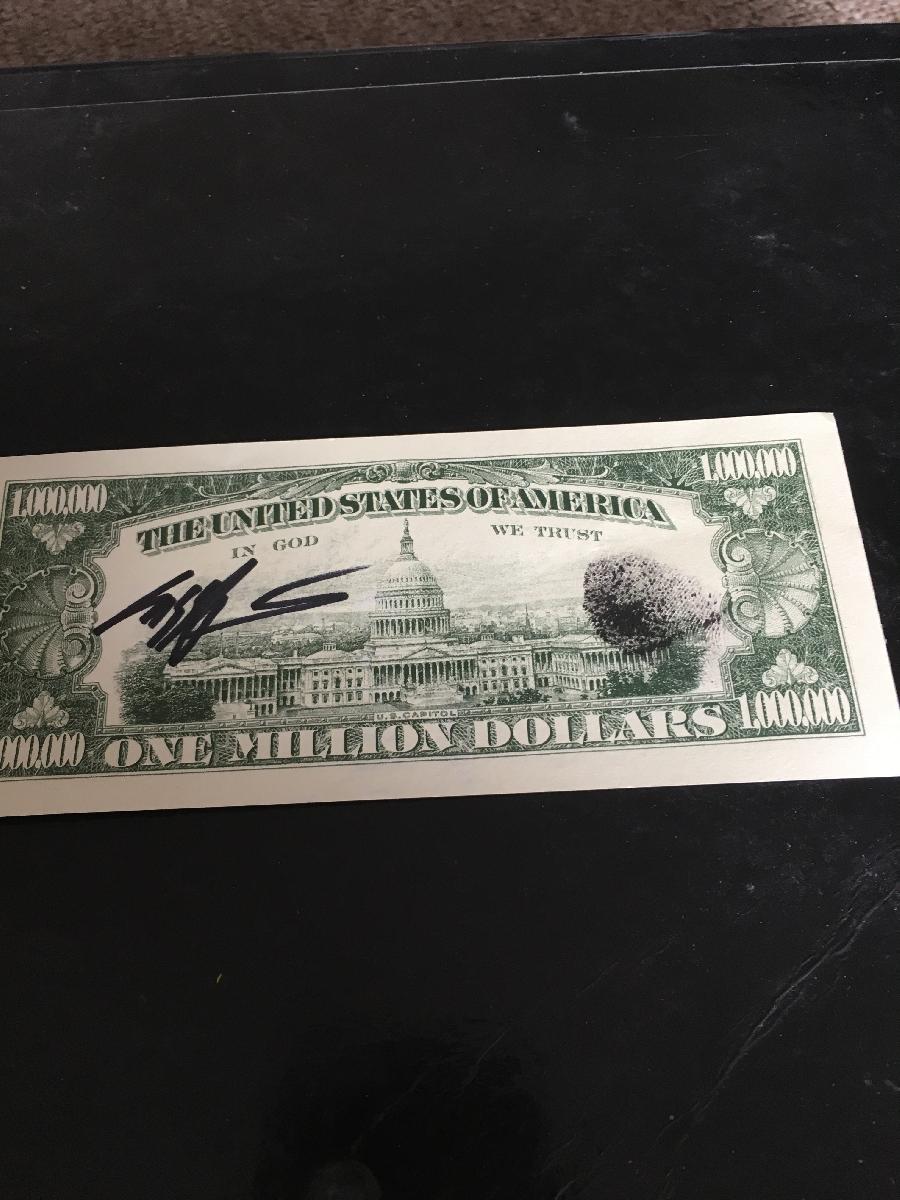 1,000,000
1,000,000
THE UNITED STATES OF AMERICA
IN GOD WE TRUST
U.S. CAPITOL
000,000 ONE MILLION DOLLARS 1,000,000